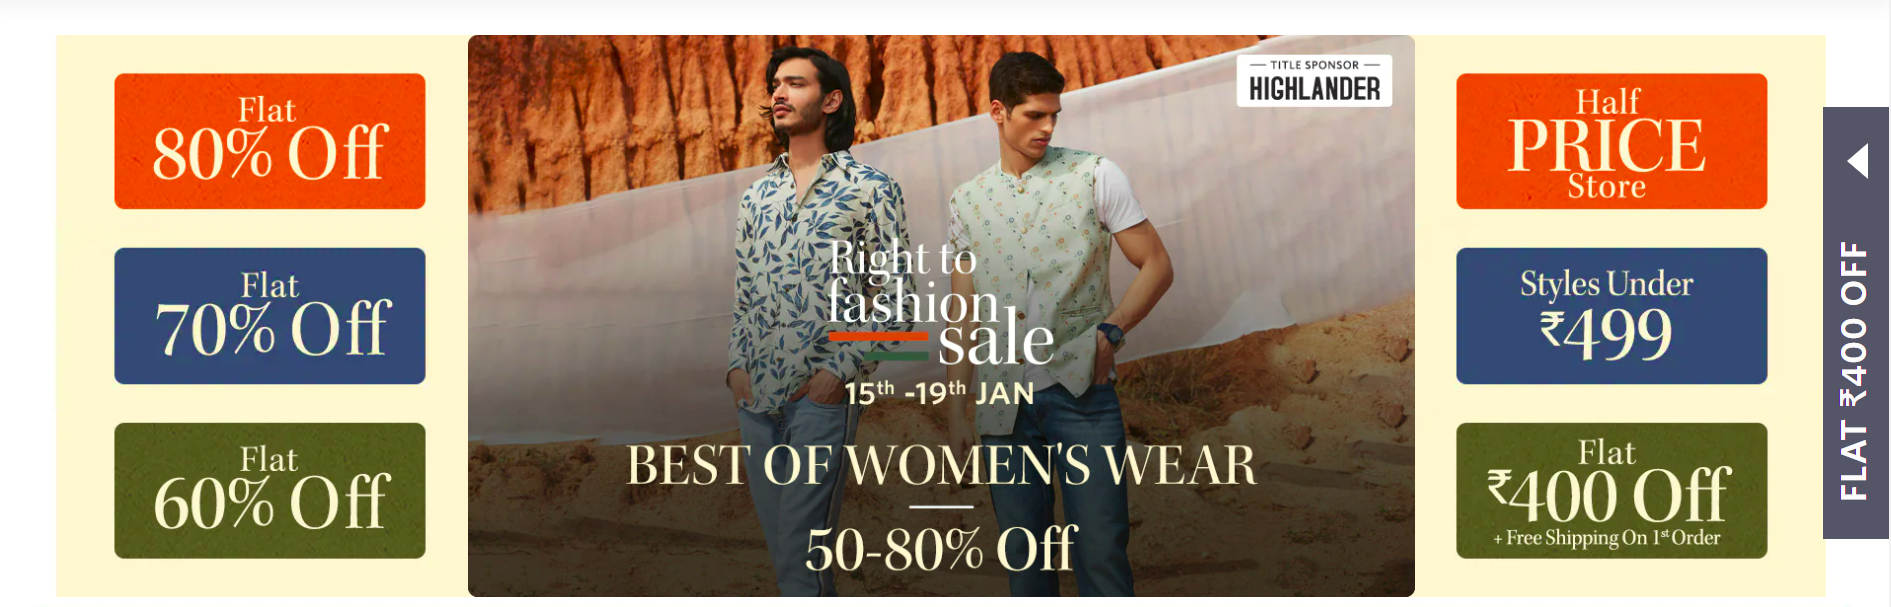 Flat
80% Off
Flat
70% Off
Flat
60% Off
TITLE SPONSOR
HIGHLANDER
Right to
fashion
sale
15th -19th JAN
BEST OF WOMEN'S WEAR
50-80% Off
Half
PRICE
Store
Styles Under
₹499
Flat
₹400 Off
+ Free Shipping On 1st Order
FLAT ₹400 OFF